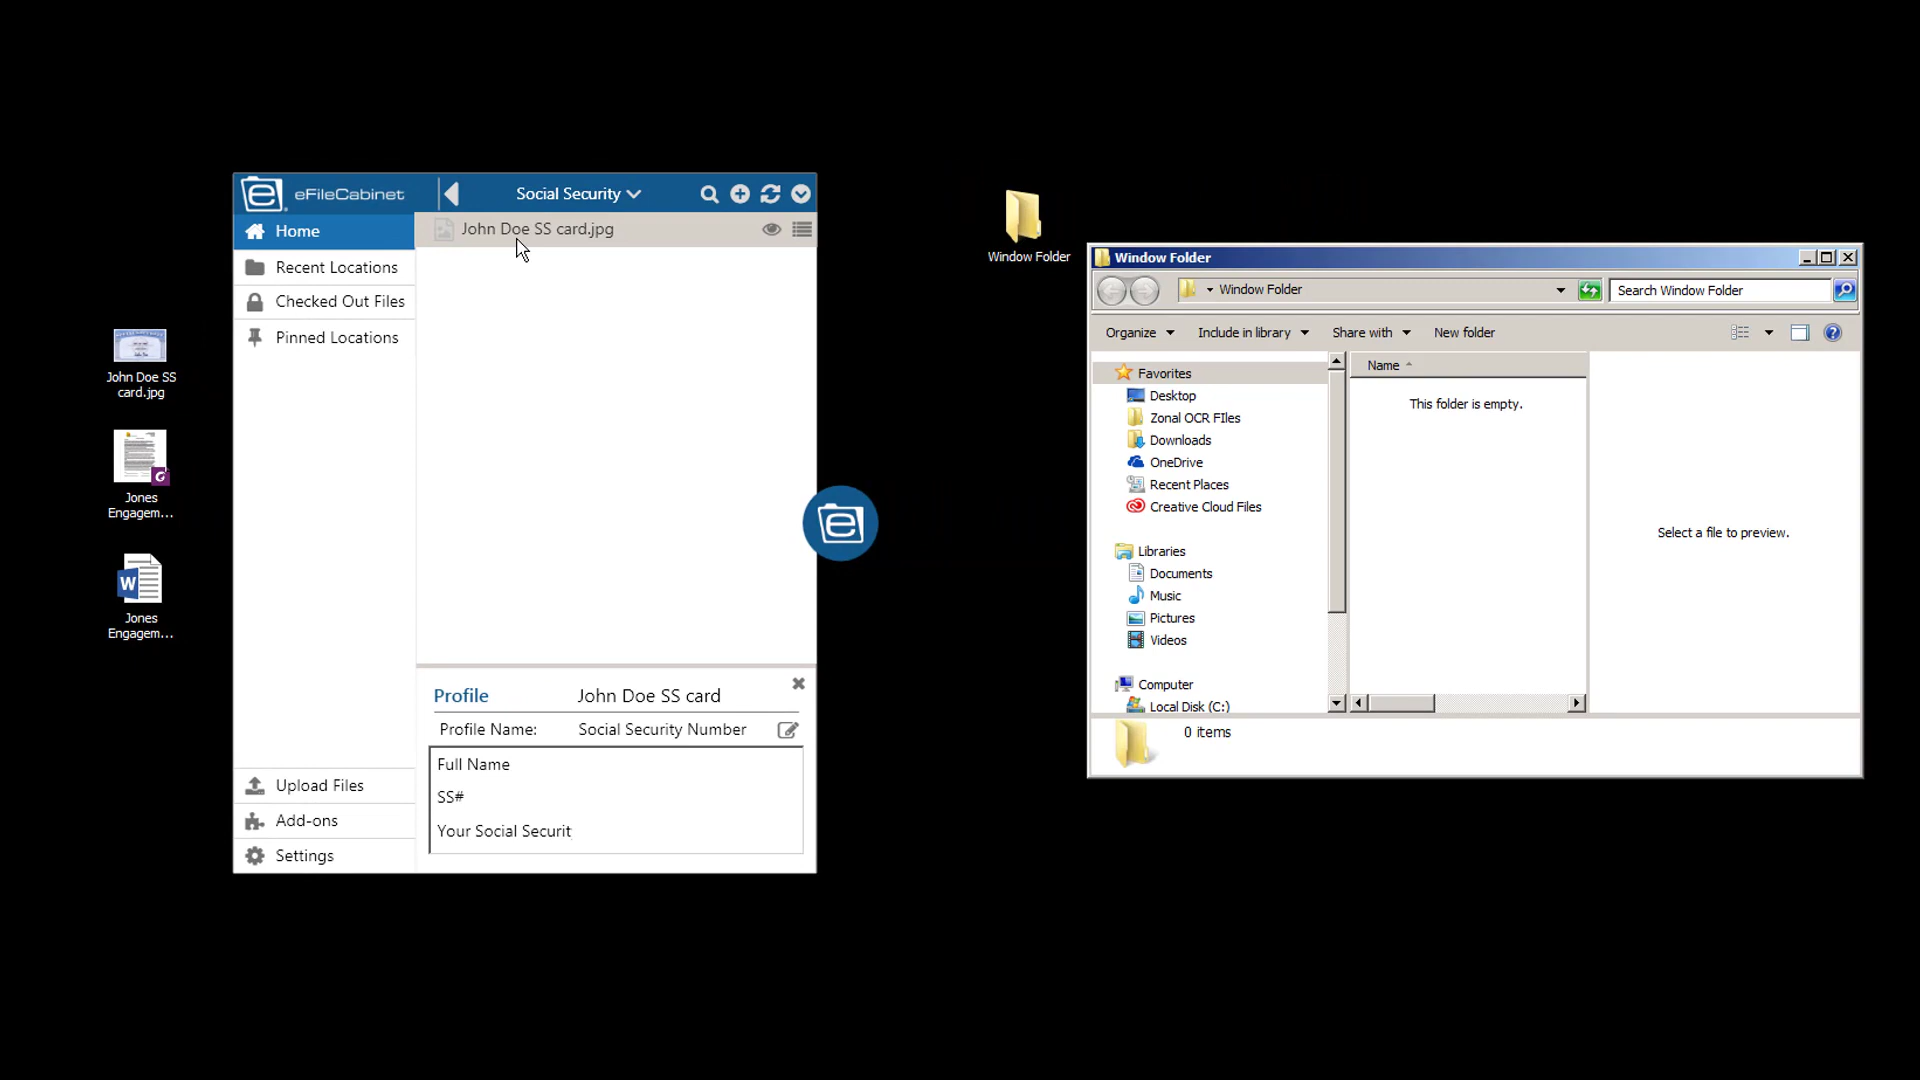 John Doe SS
card.jpg
Jones
Engagem...
Jones
Engagem...
eFileCabinet
Social Security
Home
Recent Locations
Checked Out Files
Pinned Locations
Upload Files
Add-ons
Settings
John Doe SS card.jpg
Profile
John Doe SS card
Profile Name:
Social Security Number
Full Name
SS#
Your Social Securit
Window Folder
Window Folder
Window Folder
Search Window Folder
Organize
Include in library
Share with
New folder
Favorites
Desktop
Zonal OCR FIles
Downloads
OneDrive
Recent Places
Creative Cloud Files
Libraries
Documents
Music
Pictures
Videos
Computer
Local Disk (C:)
Name
This folder is empty.
Select a file to preview.
0 items